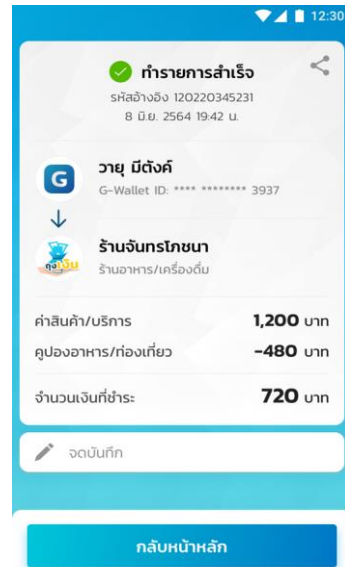 12:30
ทำรายการสำเร็จ
รหัสอ้างอิง 120220345231
8 มิ.ย. 2564 19:42 น.
G
วายุ มีตังค์
G-Wallet ID: **** ******** 3937
ถุงเงิน
ร้านจันทรโภชนา
ร้านอาหาร/เครื่องดื่ม
ค่าสินค้า/บริการ 1,200 บาท
คูปองอาหาร/ท่องเที่ยว -480 บาท
จำนวนเงินที่ชำระ 720 บาท
จดบันทึก
กลับหน้าหลัก